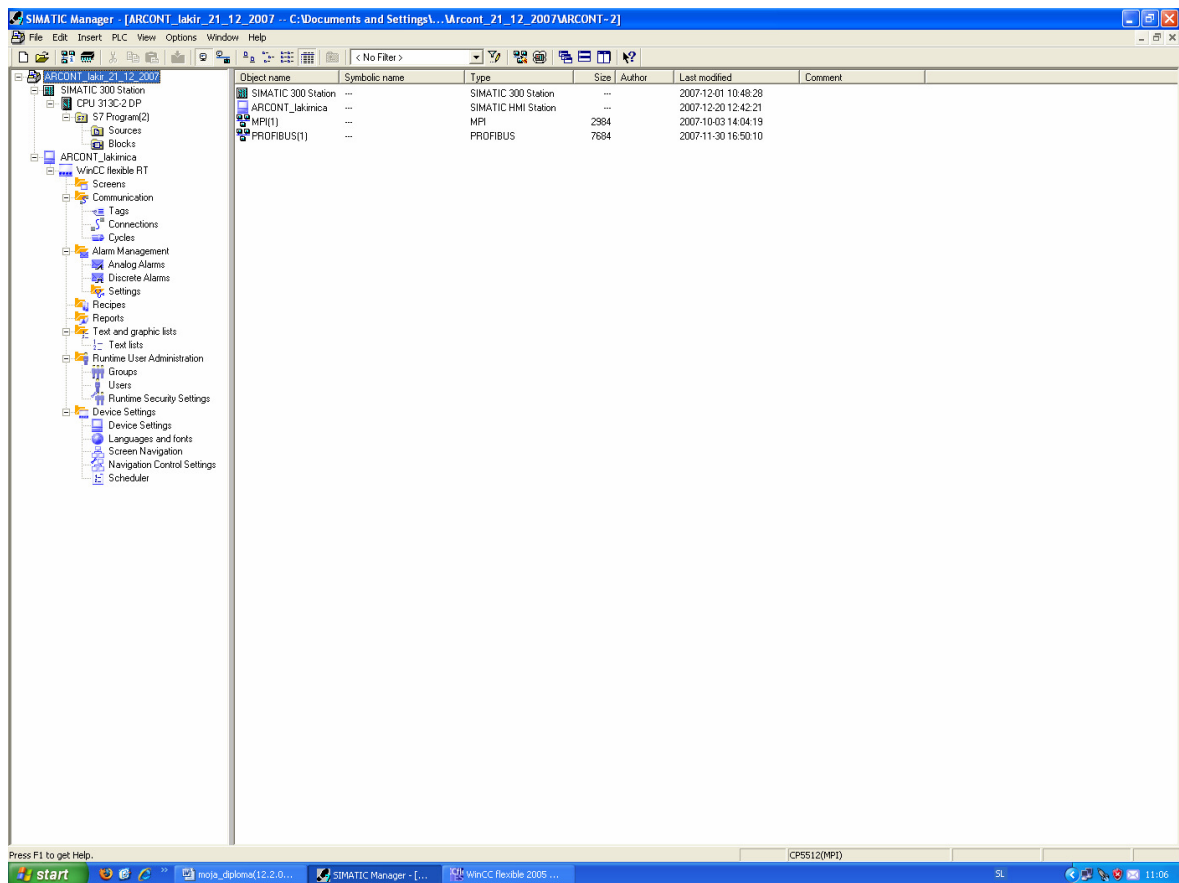 SIMATIC Manager - [ARCONT_lakir_21_12_2007 -- C:\Documents and Settings\...\Arcont_21_12_2007\ARCONT-2]
File Edit Insert PLC View Options Window Help
< No Filter >
ARCONT_lakir_21_12_2007
SIMATIC 300 Station
CPU 313C-2 DP
S7 Program(2)
Sources
Blocks
ARCONT_lakirnica
WinCC flexible RT
Screens
Communication
Tags
Connections
Cycles
Alarm Management
Analog Alarms
Discrete Alarms
Settings
Recipes
Reports
Text and graphic lists
Text lists
Runtime User Administration
Groups
Users
Runtime Security Settings
Device Settings
Device Settings
Languages and fonts
Screen Navigation
Navigation Control Settings
Scheduler
Object name Symbolic name Type Size Author Last modified Comment
SIMATIC 300 Station --- SIMATIC 300 Station --- 2007-12-01 10:48:28
ARCONT_lakirnica --- SIMATIC HMI Station --- 2007-12-20 12:42:21
MPI(1) --- MPI 2984 2007-10-03 14:04:19
PROFIBUS(1) --- PROFIBUS 7684 2007-11-30 16:50:10
Press F1 to get Help.
CP5512(MPI)
start
moja_diploma(12.2.0...
SIMATIC Manager - [...
WinCC flexible 2005 ...
SL
11:06